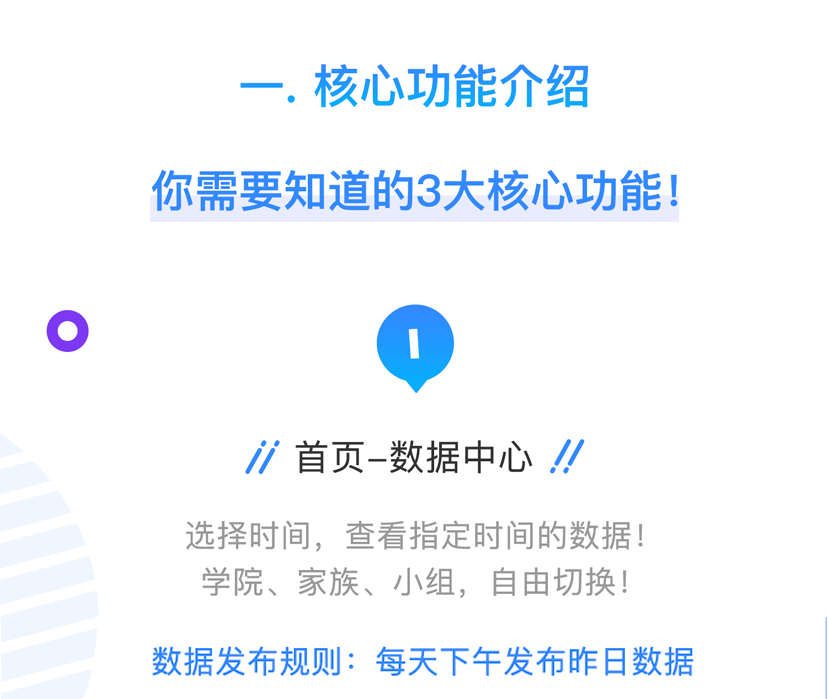 一. 核心功能介绍
你需要知道的3大核心功能！
1
首页–数据中心
选择时间，查看指定时间的数据！
学院、家族、小组，自由切换！
数据发布规则：每天下午发布昨日数据